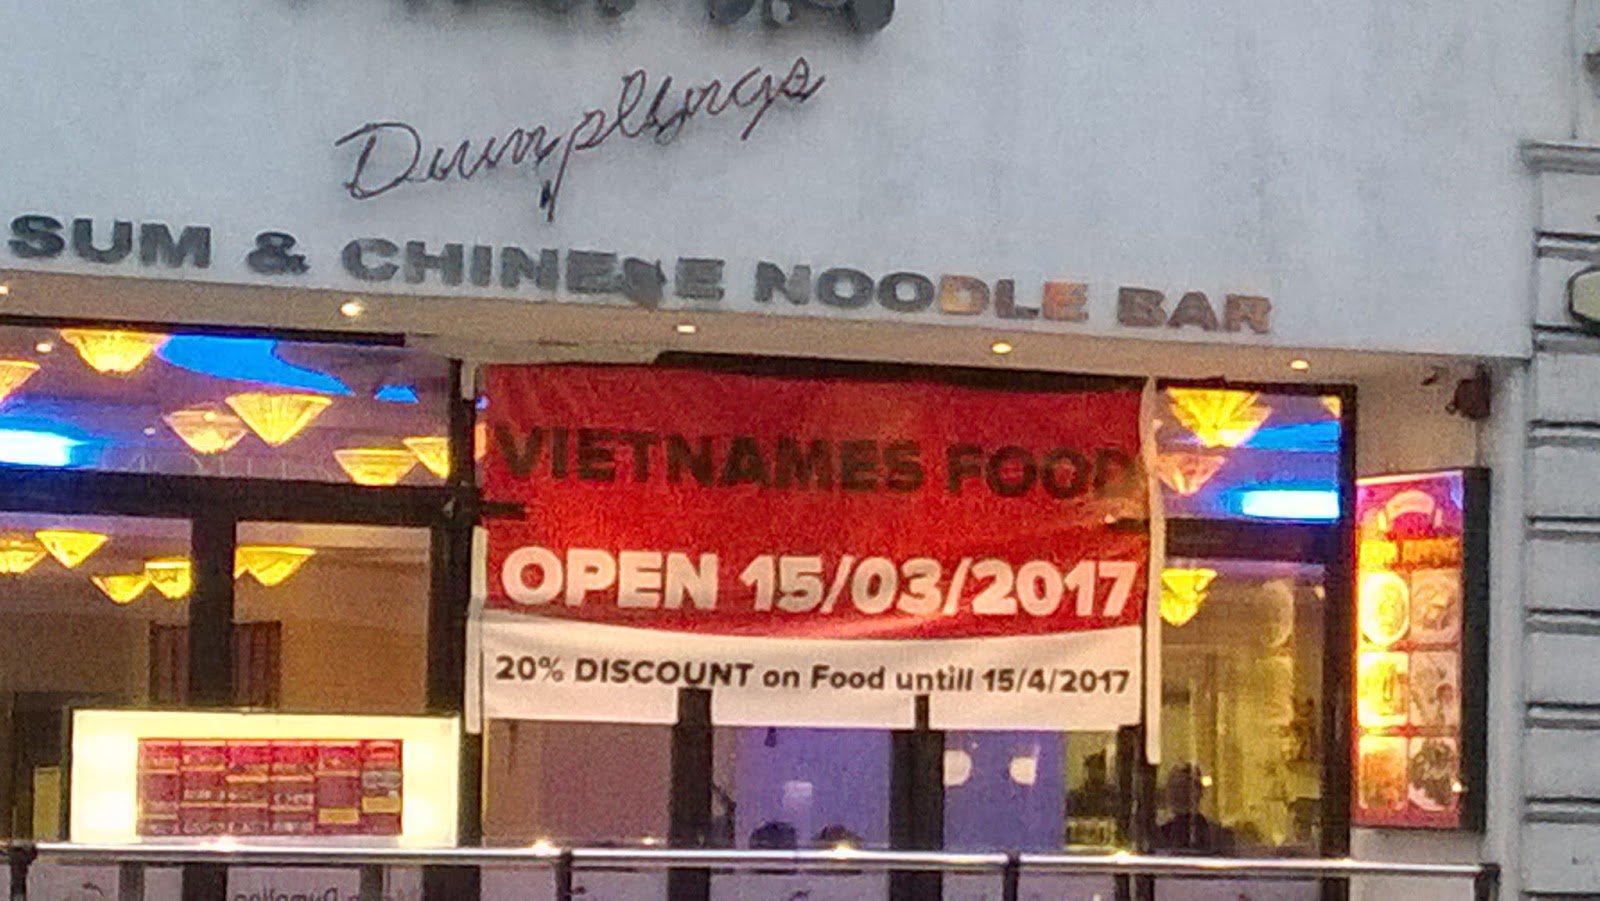 Dumplings
SUM & CHINESE NOODLE BAR
VIETNAMES FOOD
OPEN 15/03/2017
20% DISCOUNT on Food untill 15/4/2017